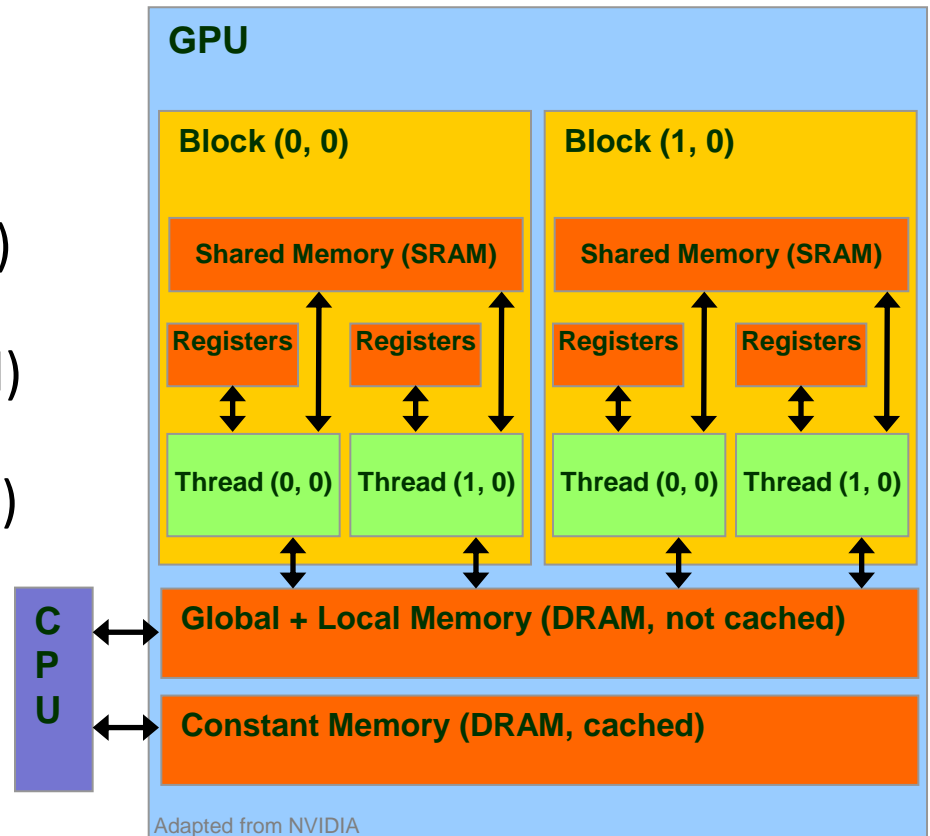 GPU
Block (0, 0)
Block (1, 0)
)
Shared Memory (SRAM)
Shared Memory (SRAM)
Registers
Registers
Registers
Registers
)
Thread (0, 0)
Thread (1, 0)
Thread (0, 0)
Thread (1, 0)
)
C
P
U
Global + Local Memory (DRAM, not cached)
Constant Memory (DRAM, cached)
Adapted from NVIDIA